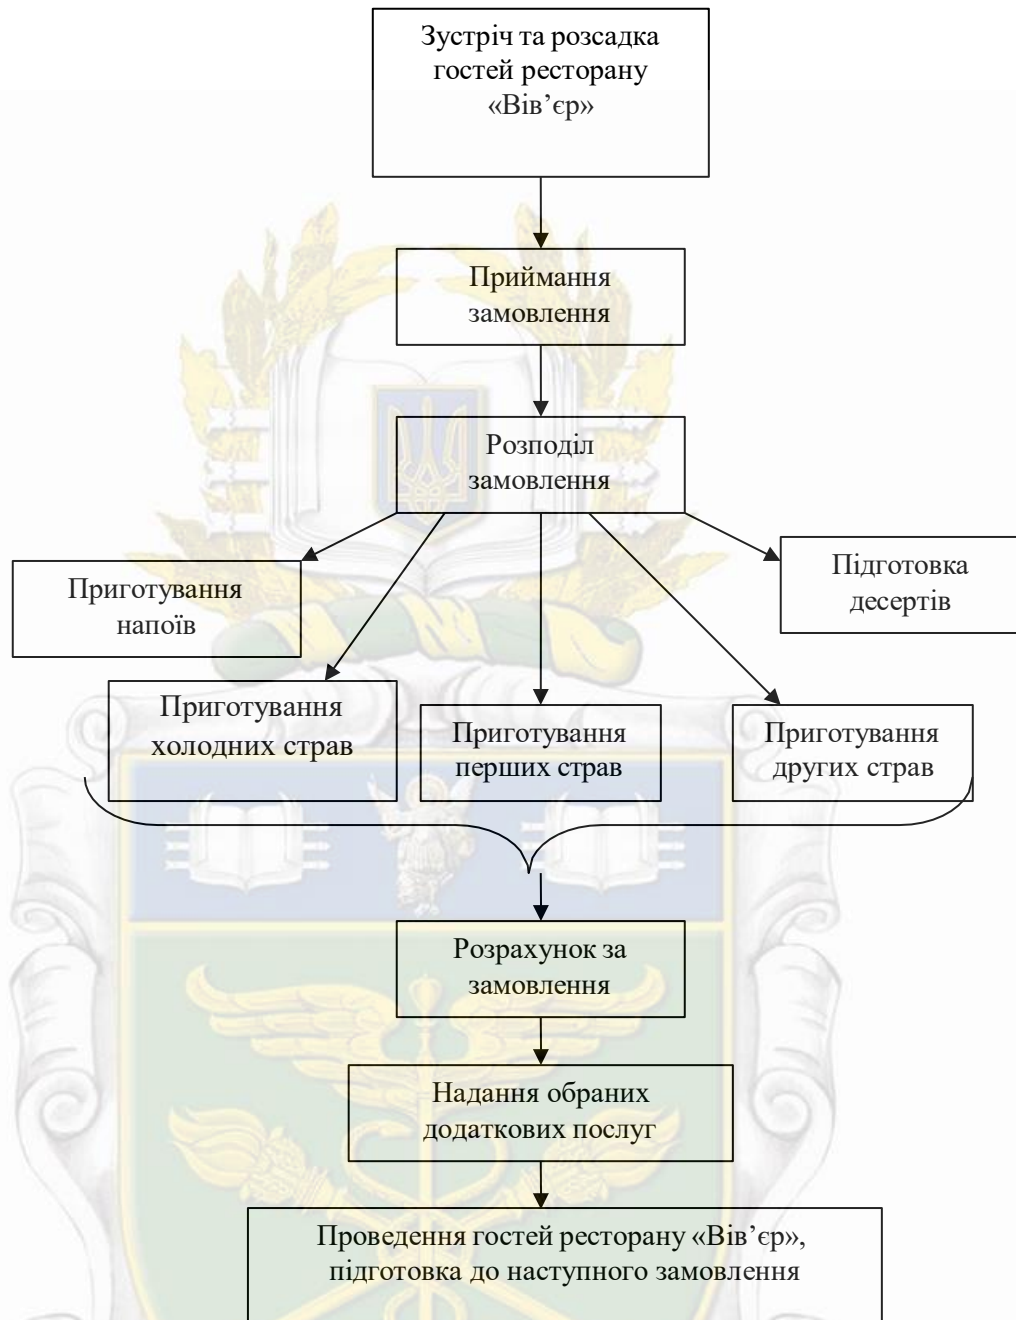 Зустріч та розсадка
гостей ресторану
«Вів’єр»
Приймання
замовлення
Розподіл
замовлення
Приготування
напоїв
Підготовка
десертів
Приготування
холодних страв
Приготування
перших страв
Приготування
других страв
Розрахунок за
замовлення
Надання обраних
додаткових послуг
Проведення гостей ресторану «Вів’єр»,
підготовка до наступного замовлення